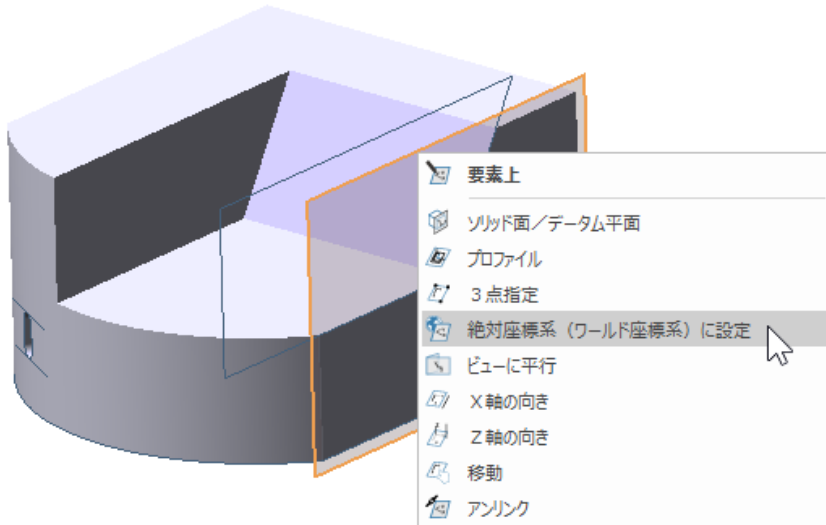 要素上
ソリッド面／データム平面
プロファイル
３点指定
絶対座標系（ワールド座標系）に設定
ビューに平行
Ｘ軸の向き
Ｚ軸の向き
移動
アンリンク